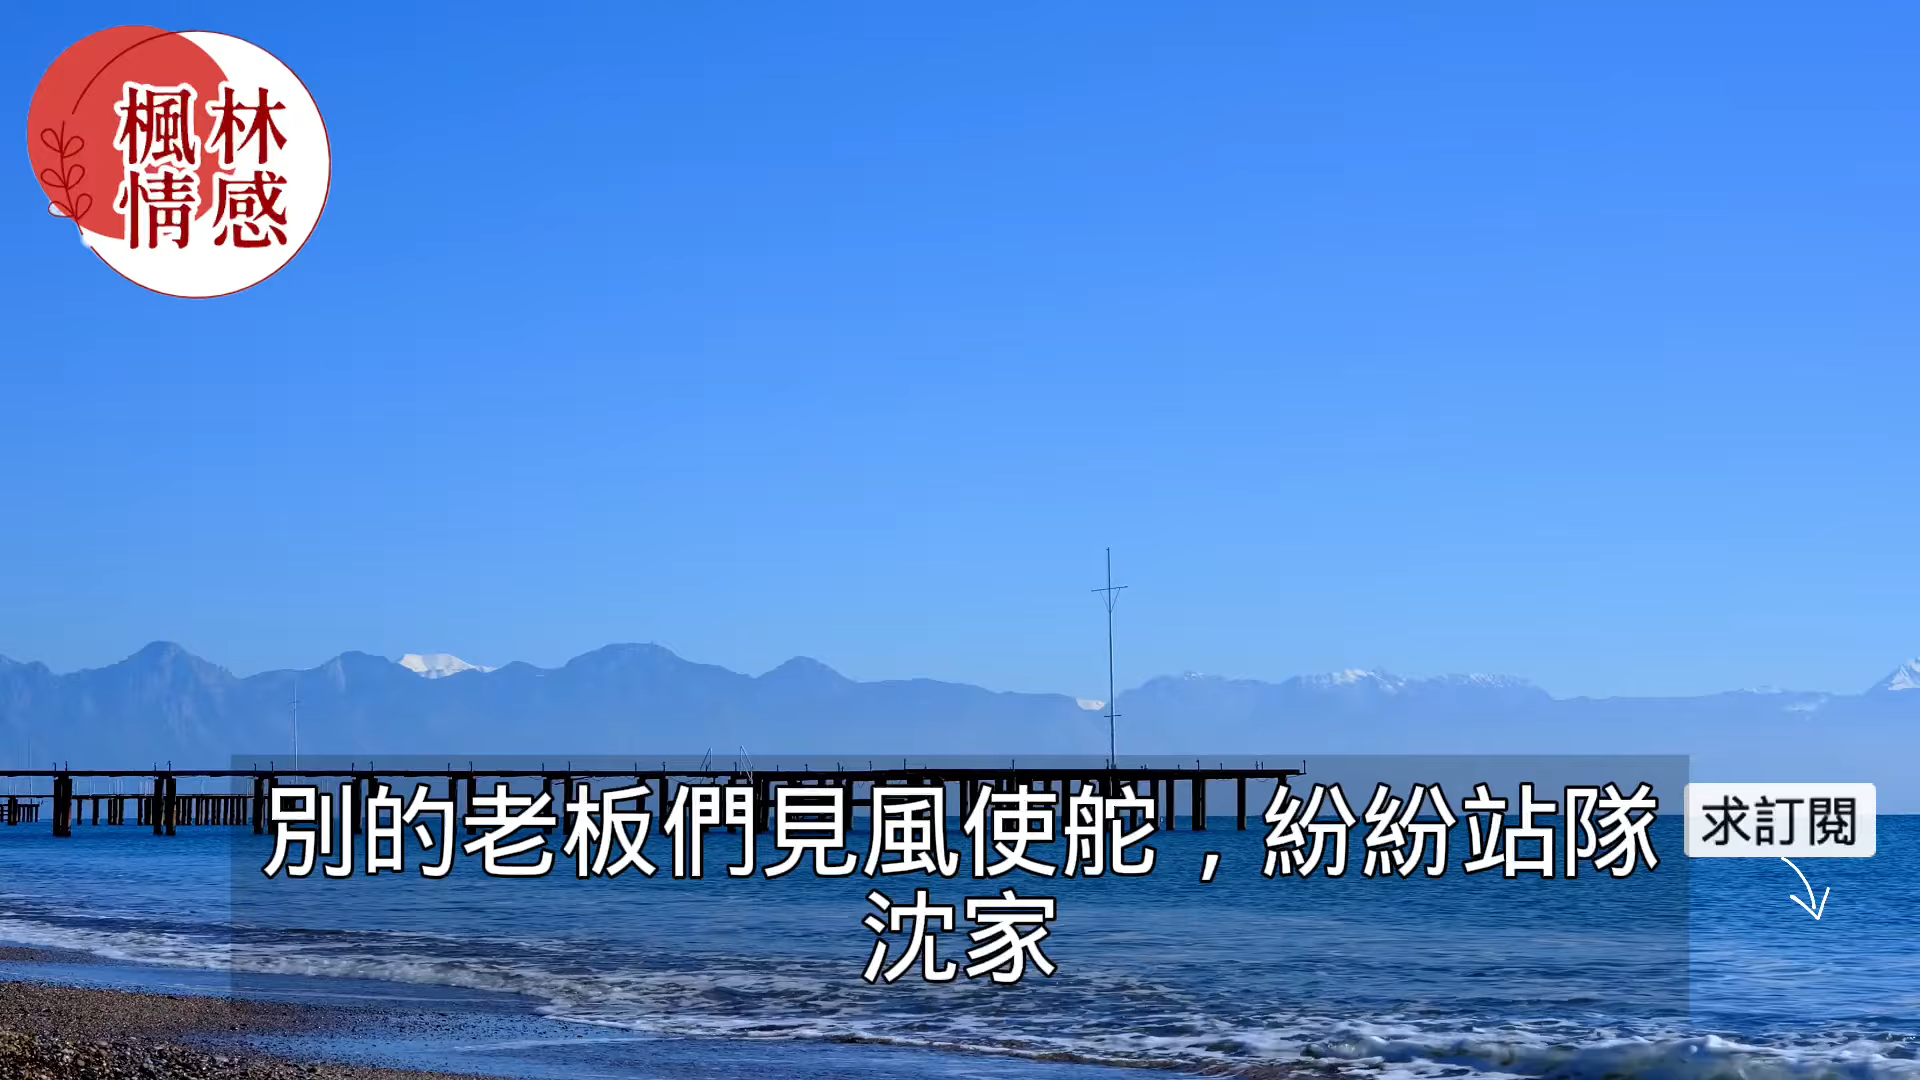 楓林
情感
別的老板們見風使舵，紛紛站隊
沈家
求訂閱